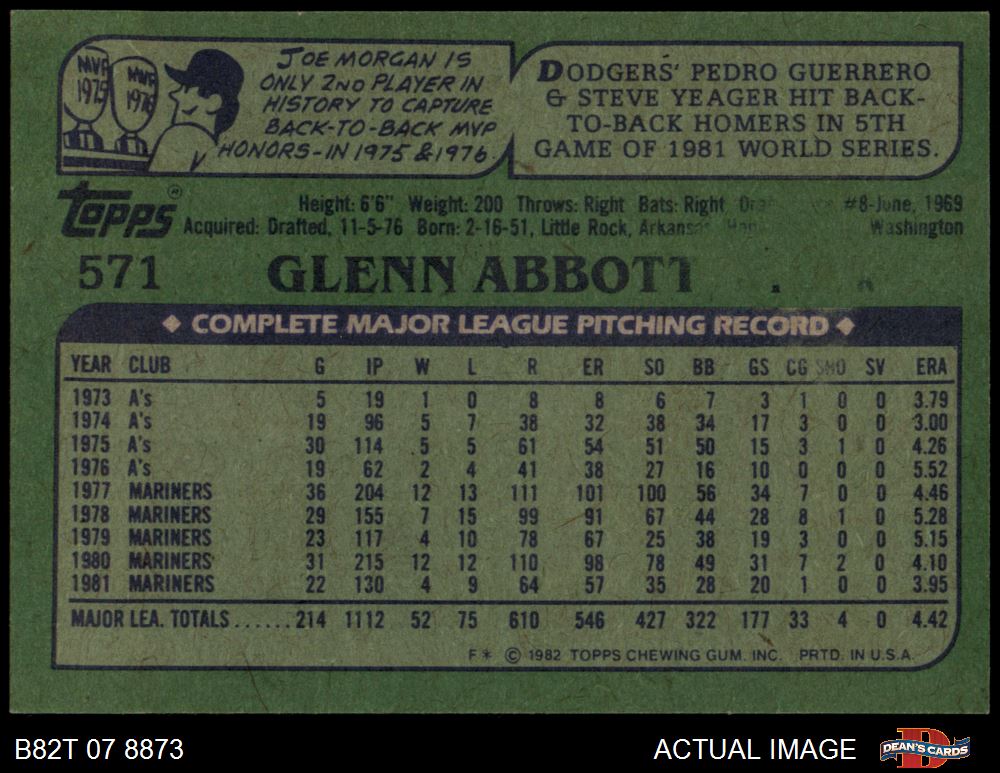 MVP 1975
MVP 1976
JOE MORGAN IS
ONLY 2ND PLAYER IN
HISTORY TO CAPTURE
BACK-TO-BACK MVP
HONORS-IN 1975 & 1976
DODGERS' PEDRO GUERRERO
& STEVE YEAGER HIT BACK-
TO-BACK HOMERS IN 5TH
GAME OF 1981 WORLD SERIES.
Topps®
Height: 6'6" Weight: 200 Throws: Right Bats: Right #8-June, 1969
Acquired: Drafted, 11-5-76 Born: 2-16-51, Little Rock, Arkansas Washington
571 GLENN ABBOTT
COMPLETE MAJOR LEAGUE PITCHING RECORD
YEAR CLUB G IP W L R ER SO BB GS CG SHO SV ERA
1973 A's 5 19 1 0 8 8 6 7 3 1 0 0 3.79
1974 A's 19 96 5 7 38 32 38 34 17 3 0 0 3.00
1975 A's 30 114 5 5 61 54 51 50 15 3 1 0 4.26
1976 A's 19 62 2 4 41 38 27 16 10 0 0 0 5.52
1977 MARINERS 36 204 12 13 111 101 100 56 34 7 0 0 4.46
1978 MARINERS 29 155 7 15 99 91 67 44 28 8 1 0 5.28
1979 MARINERS 23 117 4 10 78 67 25 38 19 3 0 0 5.15
1980 MARINERS 31 215 12 12 110 98 78 49 31 7 2 0 4.10
1981 MARINERS 22 130 4 9 64 57 35 28 20 1 0 0 3.95
MAJOR LEA. TOTALS......214 1112 52 75 610 546 427 322 177 33 4 0 4.42
F* © 1982 TOPPS CHEWING GUM. INC. PRTD. IN U.S.A.
B82T 07 8873 ACTUAL IMAGE DEAN'S CARDS